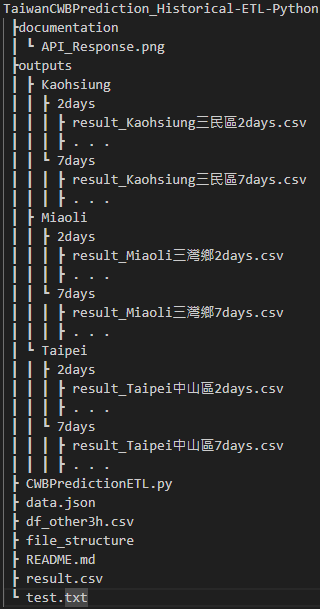 TaiwanCWBPrediction_Historical-ETL-Python
┣documentation
┃ ┗ API_Response.png
┣outputs
┃ ┣ Kaohsiung
┃ ┃ ┣ 2days
┃ ┃ ┃ ┣ result_Kaohsiung三民區2days.csv
┃ ┃ ┃ ┣ . . .
┃ ┃ ┗ 7days
┃ ┃ ┃ ┣ result_Kaohsiung三民區7days.csv
┃ ┃ ┃ ┣ . . .
┃ ┣ Miaoli
┃ ┃ ┣ 2days
┃ ┃ ┃ ┣ result_Miaoli三灣鄉2days.csv
┃ ┃ ┃ ┣ . . .
┃ ┃ ┗ 7days
┃ ┃ ┃ ┣ result_Miaoli三灣鄉7days.csv
┃ ┃ ┃ ┣ . . .
┃ ┗ Taipei
┃ ┃ ┣ 2days
┃ ┃ ┃ ┣ result_Taipei中山區2days.csv
┃ ┃ ┃ ┣ . . .
┃ ┃ ┗ 7days
┃ ┃ ┃ ┣ result_Taipei中山區7days.csv
┃ ┃ ┃ ┣ . . .
┣ CWBPredictionETL.py
┣ data.json
┣ df_other3h.csv
┣ file_structure
┣ README.md
┣ result.csv
┗ test.txt